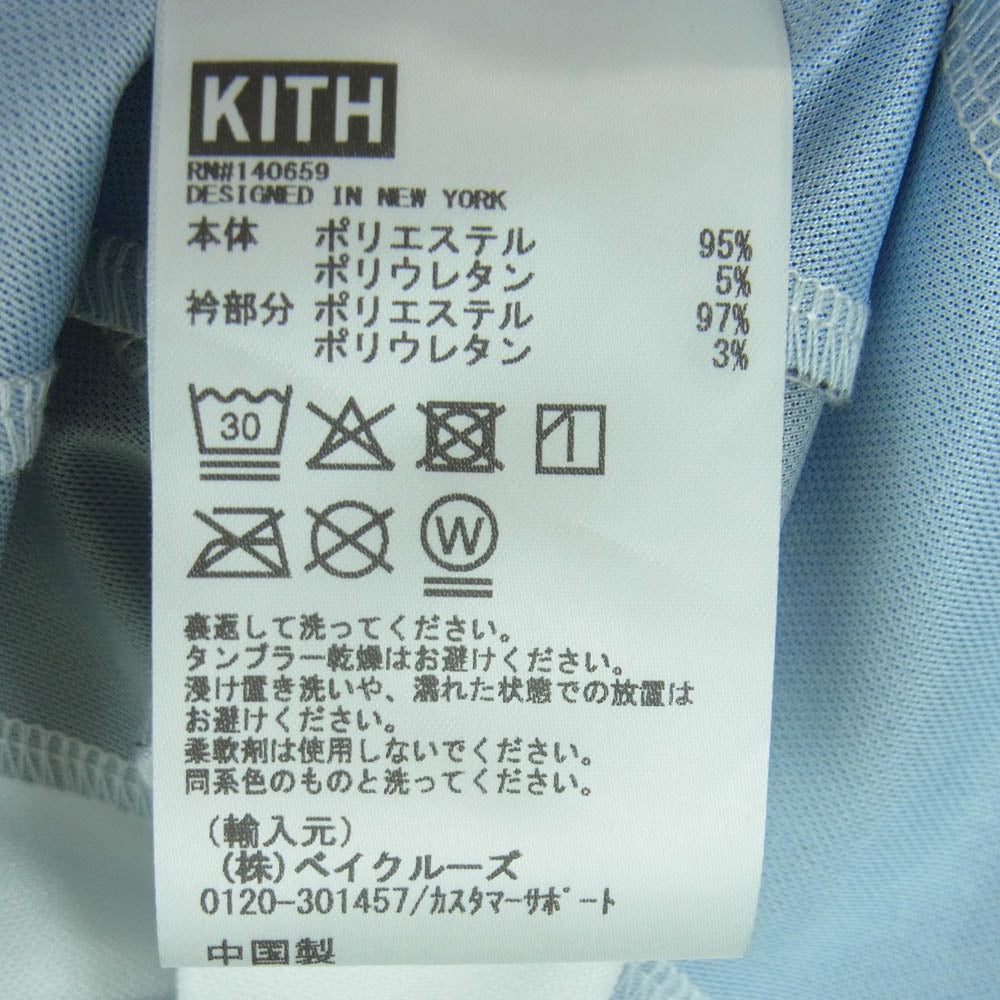 KITH
RN#140659
DESIGNED IN NEW YORK
本体 ポリエステル 95%
ポリウレタン 5%
衿部分 ポリエステル 97%
ポリウレタン 3%
30
W
裏返して洗ってください。
タンブラー乾燥はお避けください。
浸け置き洗いや、濡れた状態での放置は
お避けください。
柔軟剤は使用しないでください。
同系色のものと洗ってください。
(輸入元)
(株)ベイクルーズ
0120-301457/カスタマーサポート
中国製